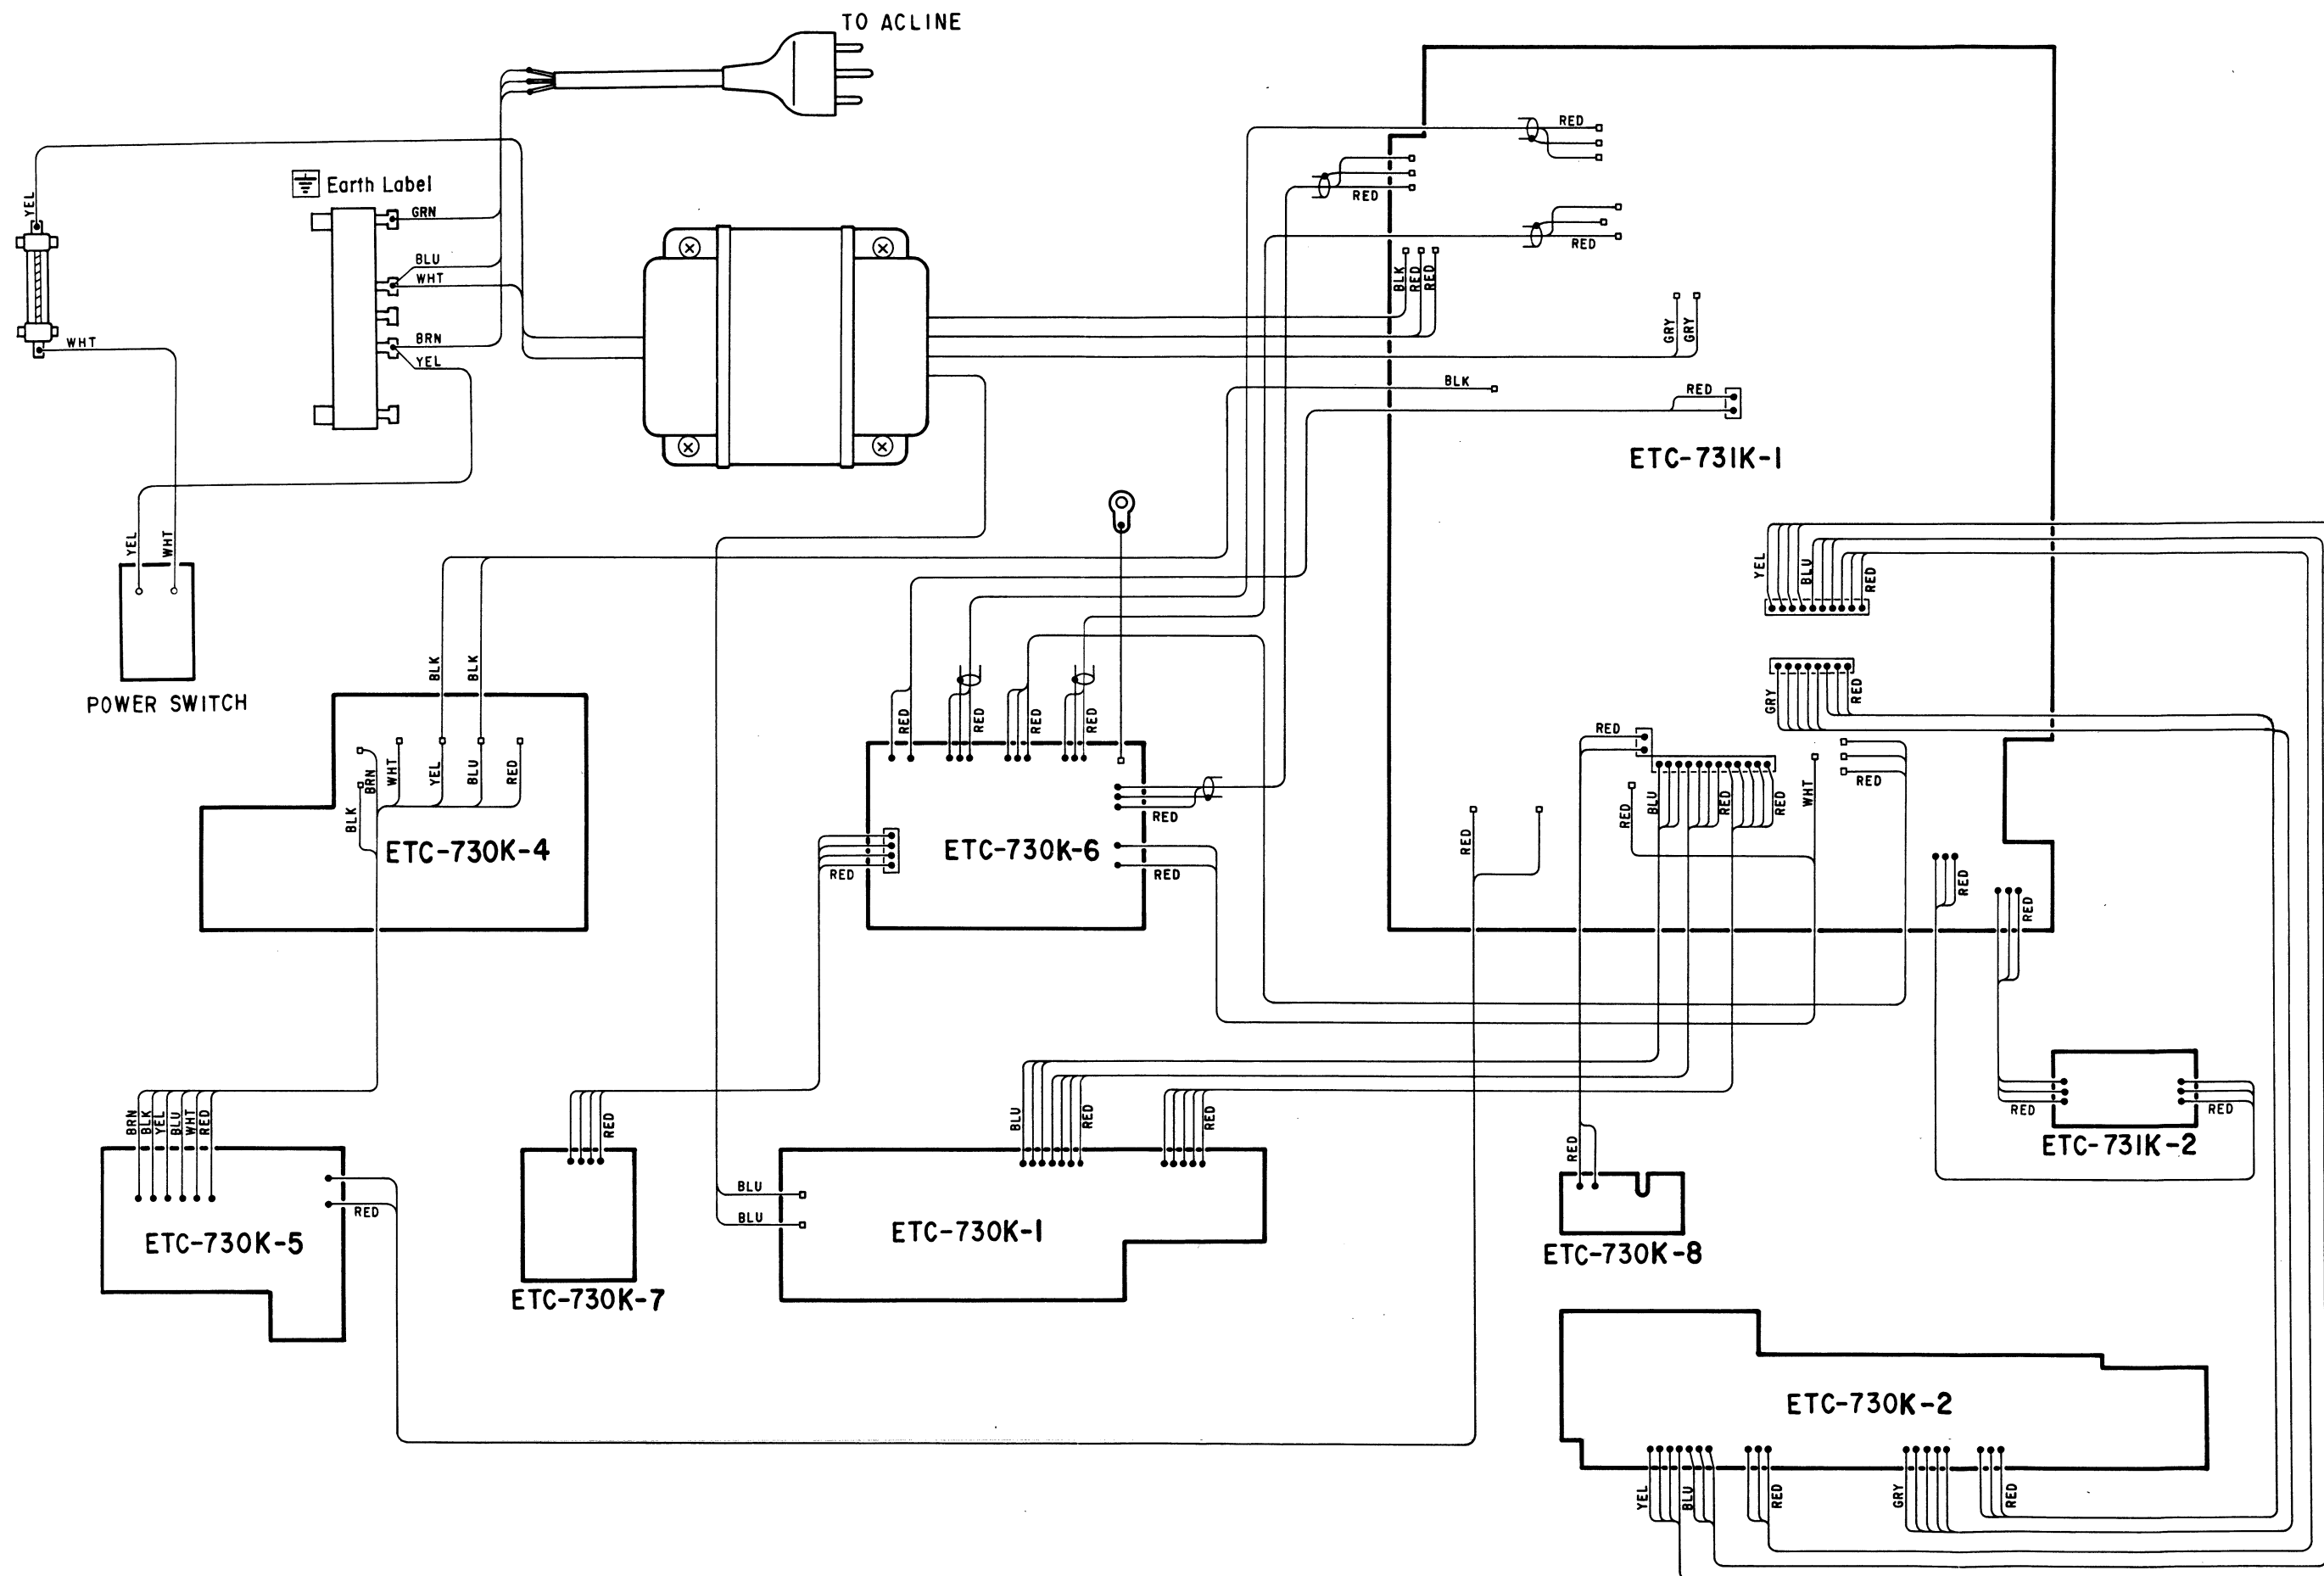 TO ACLINE
RED
YEL
Earth Label
GRN
RED
BLU
WHT
RED
BLK
RED
RED
GRY
GRY
WHT
BRN
YEL
BLK
RED
ETC-731K-1
YEL
WHT
YEL
BLU
RED
BLK
BLK
POWER SWITCH
GRY
RED
RED
RED
RED
RED
RED
BRN
WHT
YEL
BLU
RED
BLK
RED
RED
RED
BLU
RED
RED
WHT
RED
ETC-730K-4
ETC-730K-6
RED
RED
RED
RED
BRN
BLK
YEL
BLU
WHT
RED
RED
BLU
RED
RED
RED
RED
RED
ETC-731K-2
BLU
BLU
RED
ETC-730K-5
ETC-730K-1
ETC-730K-8
ETC-730K-7
ETC-730K-2
YEL
BLU
RED
GRY
RED